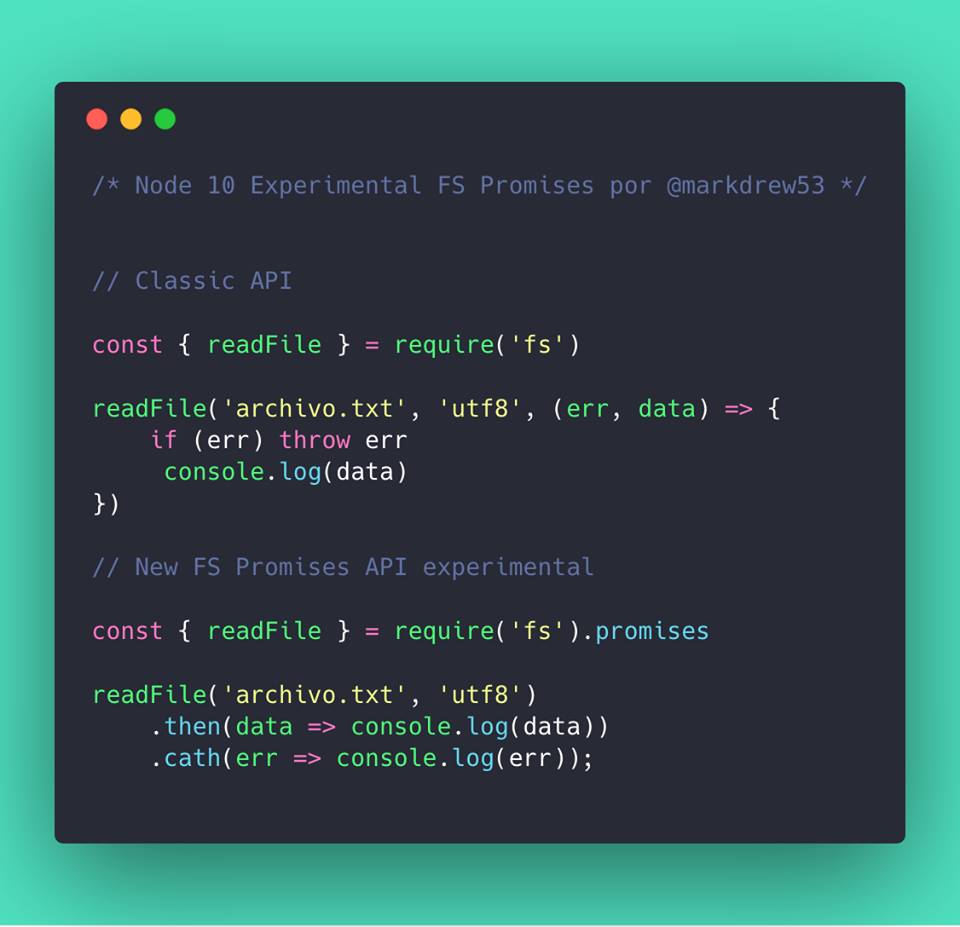 /* Node 10 Experimental FS Promises por @markdrew53 */
// Classic API
const { readFile } = require('fs')
readFile('archivo.txt', 'utf8', (err, data) => {
    if (err) throw err
     console.log(data)
})
// New FS Promises API experimental
const { readFile } = require('fs').promises
readFile('archivo.txt', 'utf8')
    .then(data => console.log(data))
    .cath(err => console.log(err));